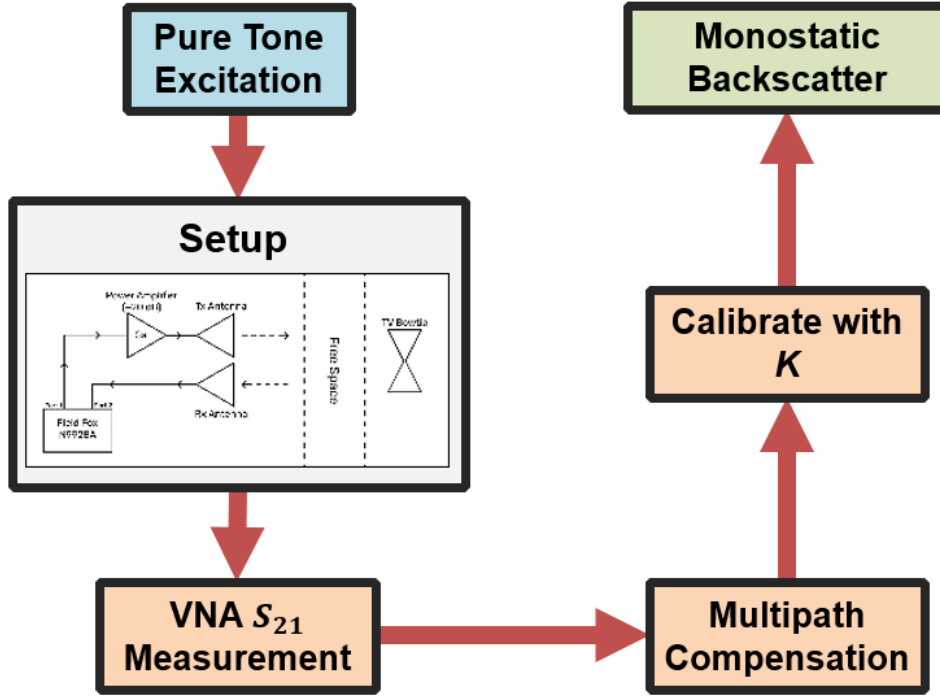 Pure Tone
Excitation
Setup
Power Amplifier
Tx Antenna
Free Space
TV Bowtie
Rx Antenna
Field Fox
VNA S₂₁
Measurement
Multipath
Compensation
Calibrate with
K
Monostatic
Backscatter